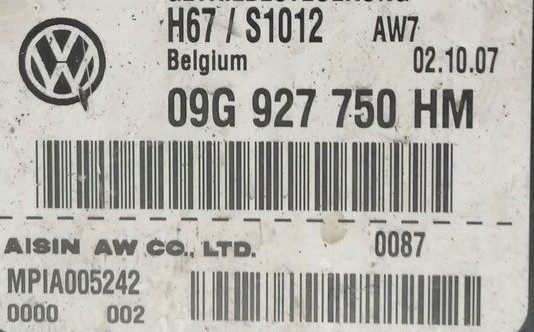 H67 / S1012 AW7
Belgium 02.10.07
09G 927 750 HM
AISIN AW CO., LTD. 0087
MPIA005242
0000 002